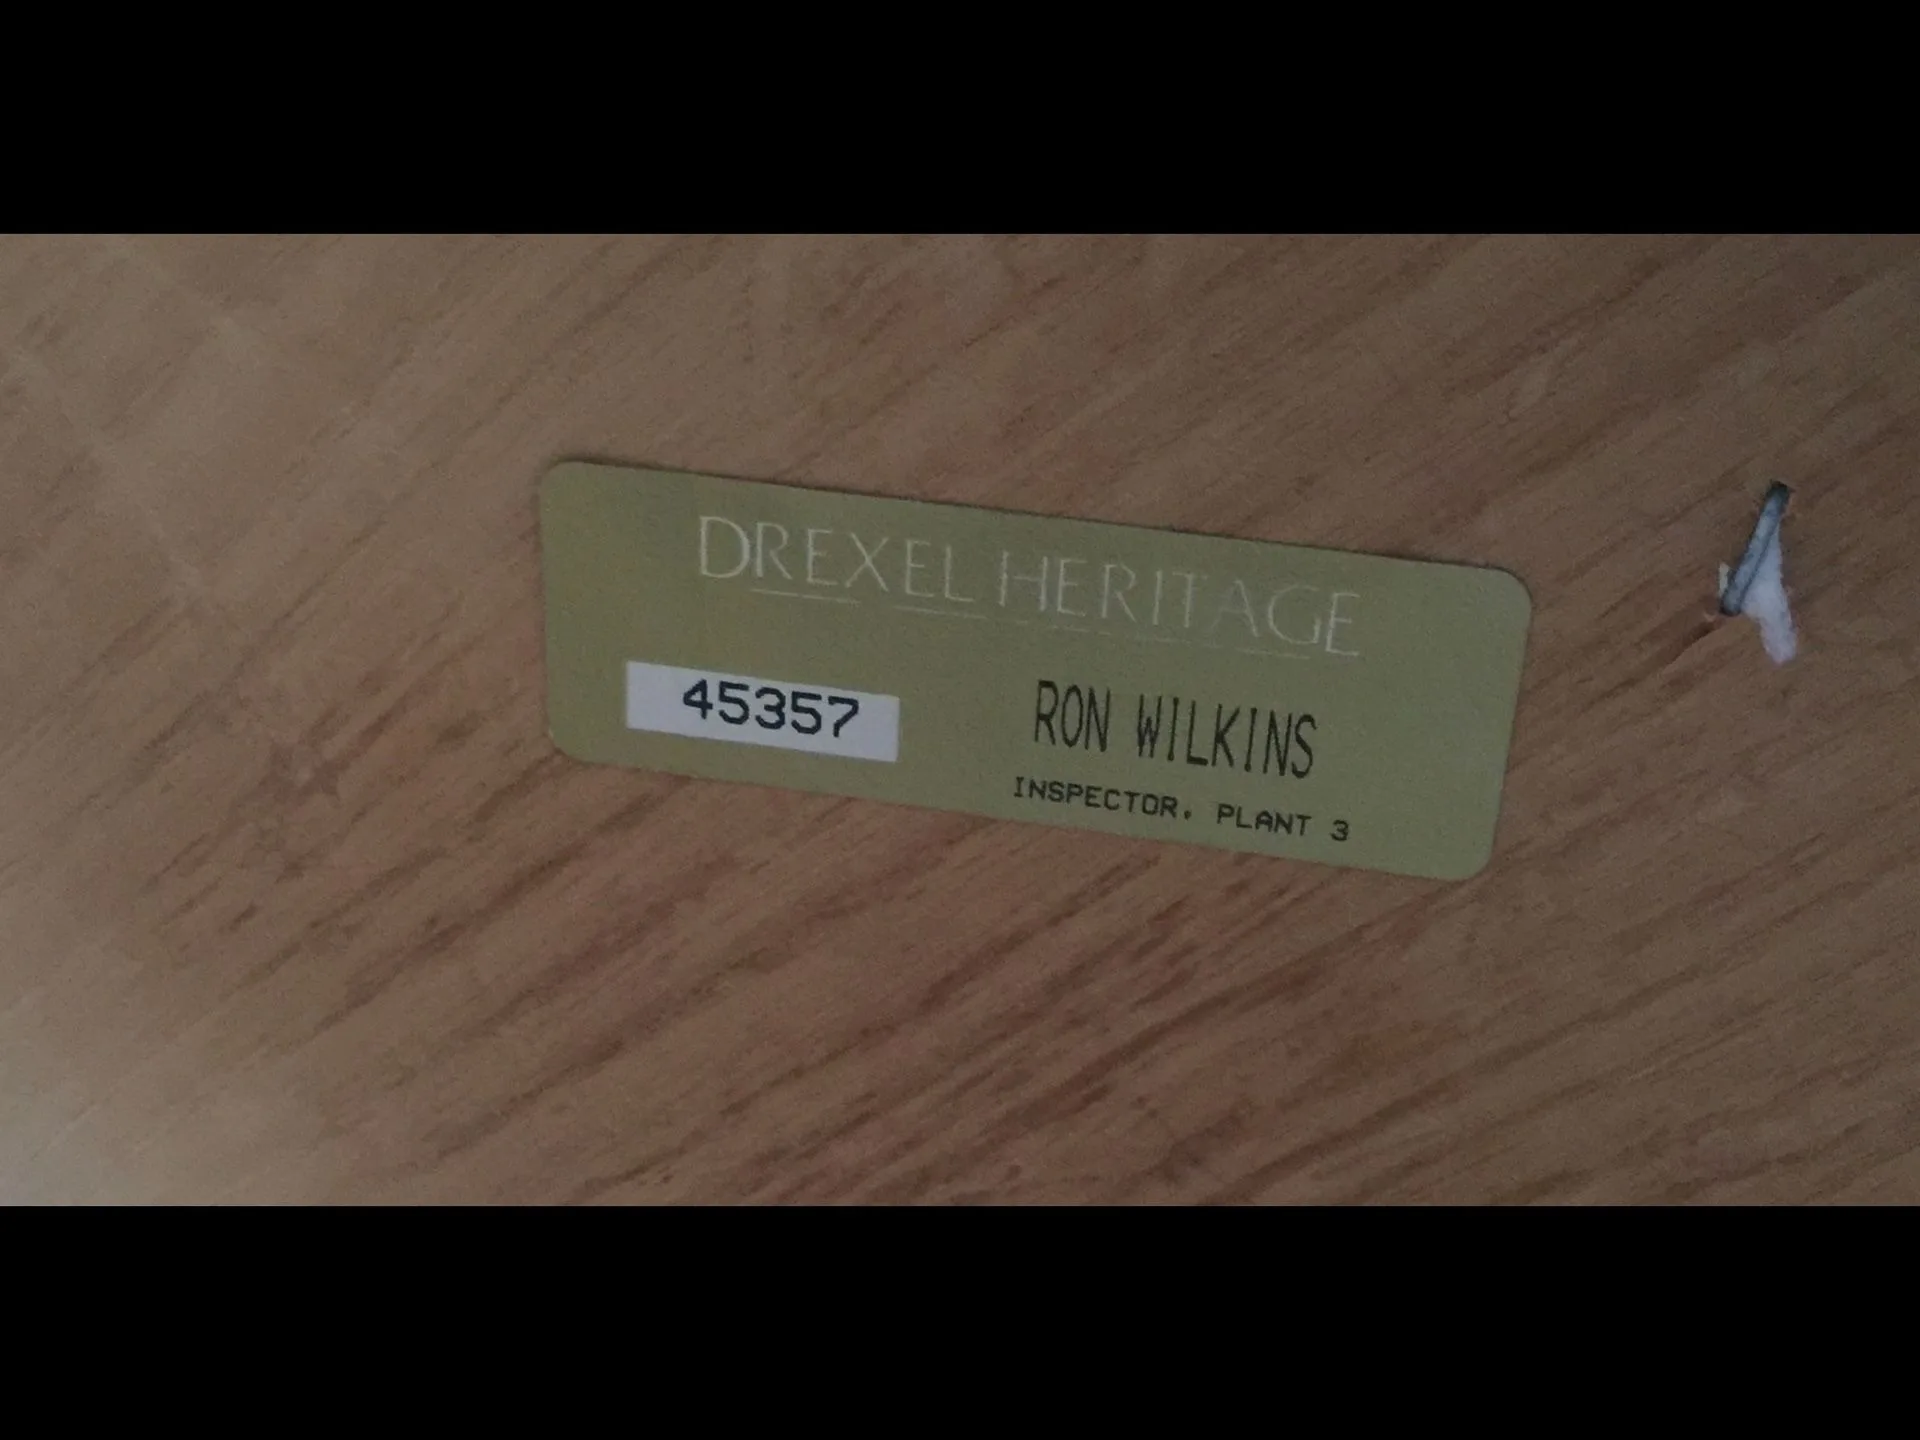 DREXEL HERITAGE
45357
RON WILKINS
INSPECTOR, PLANT 3